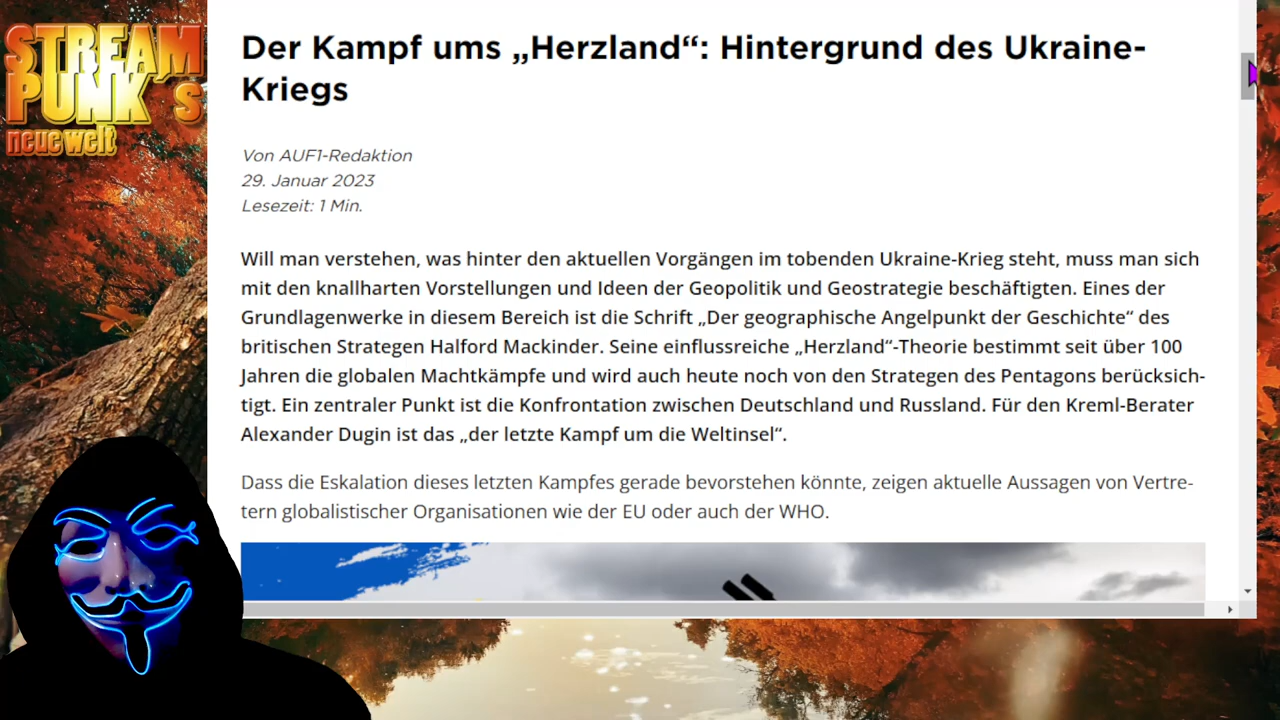 STREAM
PUNK´s
neue welt
Der Kampf ums „Herzland“: Hintergrund des Ukraine-
Kriegs
Von AUF1-Redaktion
29. Januar 2023
Lesezeit: 1 Min.
Will man verstehen, was hinter den aktuellen Vorgängen im tobenden Ukraine-Krieg steht, muss man sich
mit den knallharten Vorstellungen und Ideen der Geopolitik und Geostrategie beschäftigten. Eines der
Grundlagenwerke in diesem Bereich ist die Schrift „Der geographische Angelpunkt der Geschichte“ des
britischen Strategen Halford Mackinder. Seine einflussreiche „Herzland“-Theorie bestimmt seit über 100
Jahren die globalen Machtkämpfe und wird auch heute noch von den Strategen des Pentagons berücksich-
tigt. Ein zentraler Punkt ist die Konfrontation zwischen Deutschland und Russland. Für den Kreml-Berater
Alexander Dugin ist das „der letzte Kampf um die Weltinsel“.
Dass die Eskalation dieses letzten Kampfes gerade bevorstehen könnte, zeigen aktuelle Aussagen von Vertre-
tern globalistischer Organisationen wie der EU oder auch der WHO.